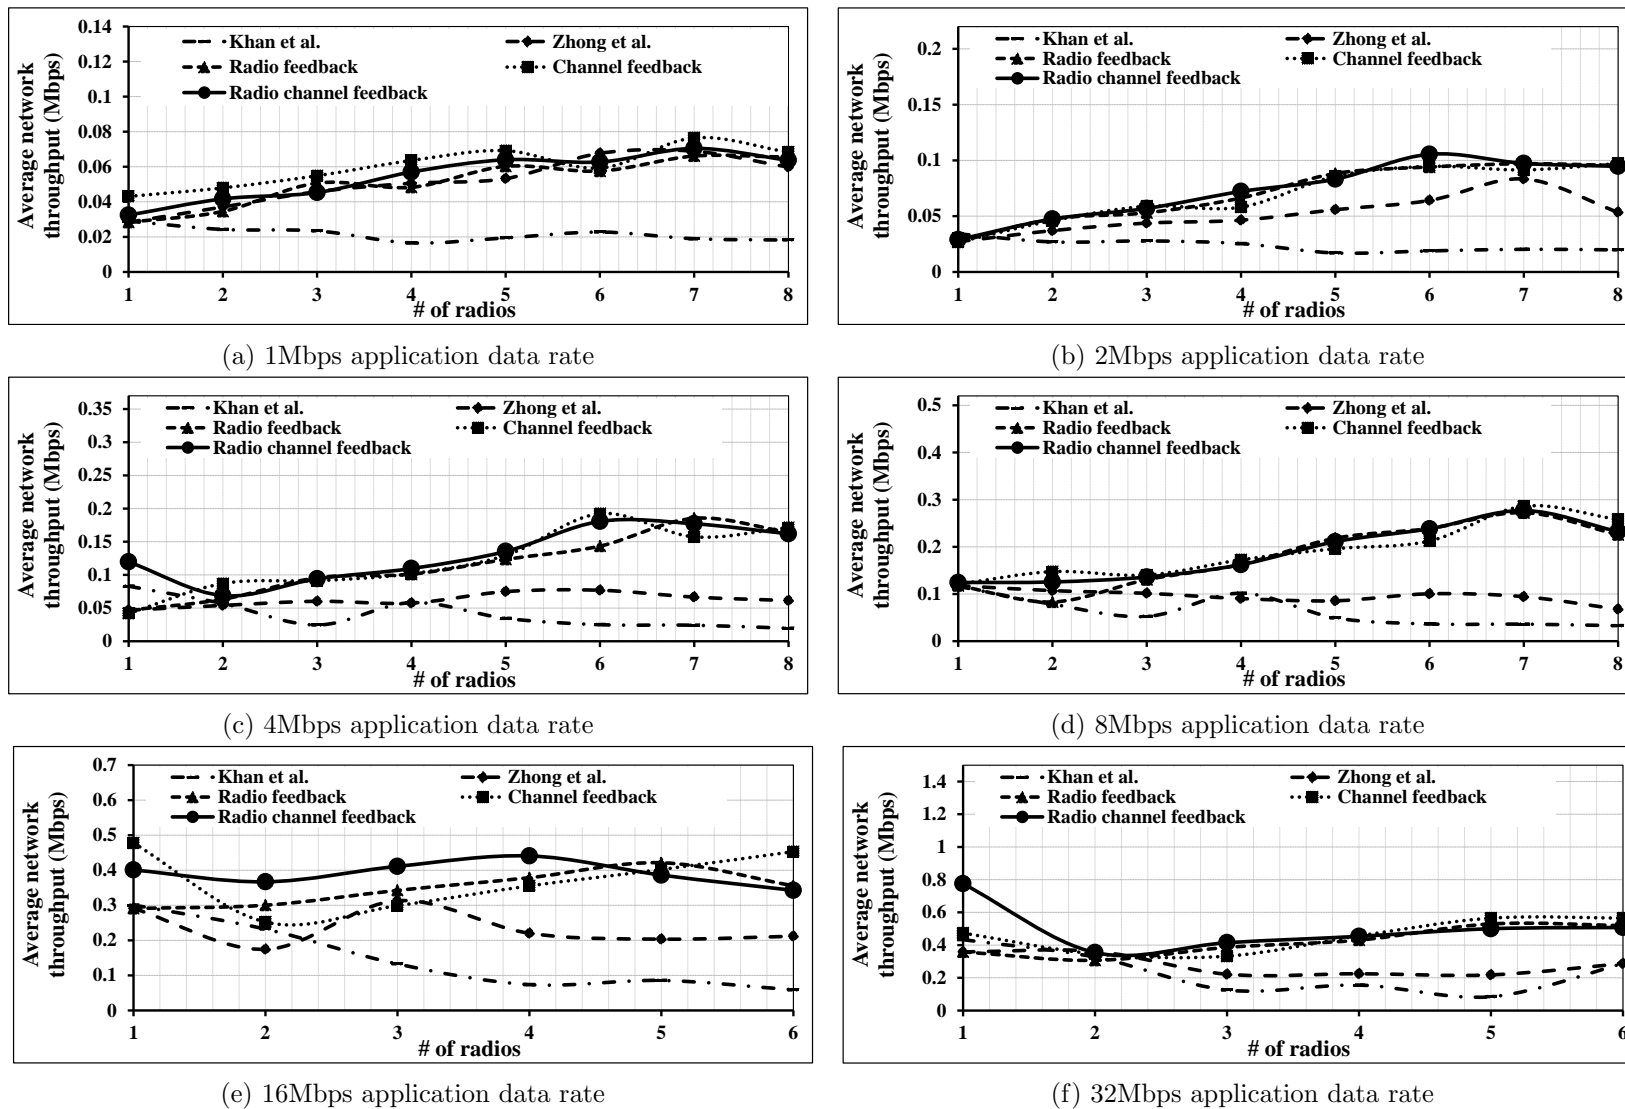 0.14
0.12
0.1
0.08
0.06
0.04
0.02
0
Average network
throughput (Mbps)
Khan et al.
Zhong et al.
Radio feedback
Channel feedback
Radio channel feedback
1 2 3 4 5 6 7 8
# of radios
(a) 1Mbps application data rate
0.2
0.15
0.1
0.05
0
Average network
throughput (Mbps)
Khan et al.
Zhong et al.
Radio feedback
Channel feedback
Radio channel feedback
1 2 3 4 5 6 7 8
# of radios
(b) 2Mbps application data rate
0.35
0.3
0.25
0.2
0.15
0.1
0.05
0
Average network
throughput (Mbps)
Khan et al.
Zhong et al.
Radio feedback
Channel feedback
Radio channel feedback
1 2 3 4 5 6 7 8
# of radios
(c) 4Mbps application data rate
0.5
0.4
0.3
0.2
0.1
0
Average network
throughput (Mbps)
Khan et al.
Zhong et al.
Radio feedback
Channel feedback
Radio channel feedback
1 2 3 4 5 6 7 8
# of radios
(d) 8Mbps application data rate
0.7
0.6
0.5
0.4
0.3
0.2
0.1
0
Average network
throughput (Mbps)
Khan et al.
Zhong et al.
Radio feedback
Channel feedback
Radio channel feedback
1 2 3 4 5 6
# of radios
(e) 16Mbps application data rate
1.4
1.2
1
0.8
0.6
0.4
0.2
0
Average network
throughput (Mbps)
Khan et al.
Zhong et al.
Radio feedback
Channel feedback
Radio channel feedback
1 2 3 4 5 6
# of radios
(f) 32Mbps application data rate